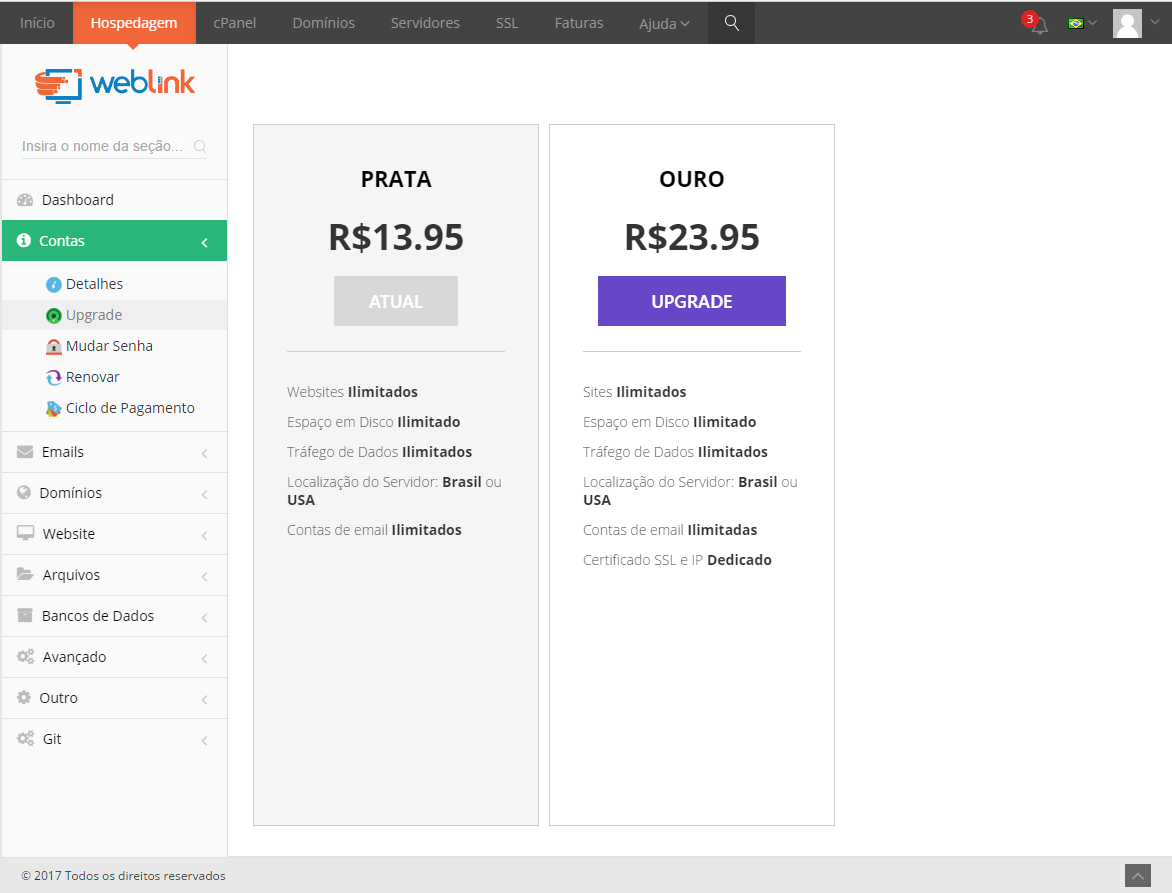 Início Hospedagem cPanel Domínios Servidores SSL Faturas Ajuda 3
weblink
Insira o nome da seção...
Dashboard
Contas
Detalhes
Upgrade
Mudar Senha
Renovar
Ciclo de Pagamento
Emails
Domínios
Website
Arquivos
Bancos de Dados
Avançado
Outro
Git
PRATA
R$13.95
ATUAL
Websites Ilimitados
Espaço em Disco Ilimitado
Tráfego de Dados Ilimitados
Localização do Servidor: Brasil ou
USA
Contas de email Ilimitados
OURO
R$23.95
UPGRADE
Sites Ilimitados
Espaço em Disco Ilimitado
Tráfego de Dados Ilimitados
Localização do Servidor: Brasil ou
USA
Contas de email Ilimitadas
Certificado SSL e IP Dedicado
© 2017 Todos os direitos reservados